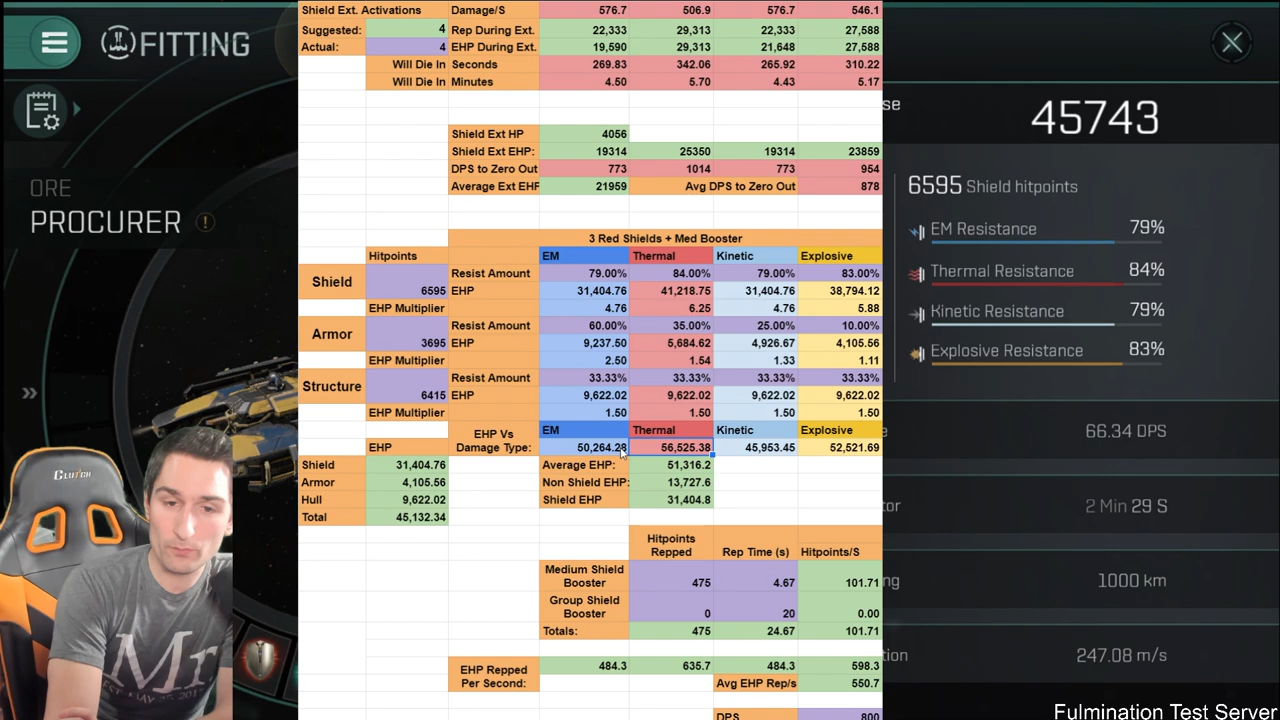 FITTING
ORE
PROCURER
CLUTCH
Mr
Shield Ext. Activations Damage/S 576.7 506.9 576.7 546.1
Suggested: 4 Rep During Ext. 22,333 29,313 22,333 27,588
Actual: 4 EHP During Ext. 19,590 29,313 21,648 27,588
Will Die In Seconds 269.83 342.06 265.92 310.22
Will Die In Minutes 4.50 5.70 4.43 5.17
Shield Ext HP 4056
Shield Ext EHP: 19314 25350 19314 23859
DPS to Zero Out 773 1014 773 954
Average Ext EHP 21959 Avg DPS to Zero Out 878
3 Red Shields + Med Booster
Hitpoints EM Thermal Kinetic Explosive
Shield 6595 Resist Amount 79.00% 84.00% 79.00% 83.00%
EHP 31,404.76 41,218.75 31,404.76 38,794.12
EHP Multiplier 4.76 6.25 4.76 5.88
Armor 3695 Resist Amount 60.00% 35.00% 25.00% 10.00%
EHP 9,237.50 5,684.62 4,926.67 4,105.56
EHP Multiplier 2.50 1.54 1.33 1.11
Structure 6415 Resist Amount 33.33% 33.33% 33.33% 33.33%
EHP 9,622.02 9,622.02 9,622.02 9,622.02
EHP Multiplier 1.50 1.50 1.50 1.50
EHP Vs Damage Type: EM Thermal Kinetic Explosive
EHP 50,264.28 56,525.38 45,953.45 52,521.69
Shield 31,404.76 Average EHP: 51,316.2
Armor 4,105.56 Non Shield EHP: 13,727.6
Hull 9,622.02 Shield EHP 31,404.8
Total 45,132.34
Hitpoints Repped Rep Time (s) Hitpoints/S
Medium Shield Booster 475 4.67 101.71
Group Shield Booster 0 20 0.00
Totals: 475 24.67 101.71
EHP Repped Per Second: 484.3 635.7 484.3 598.3
Avg EHP Rep/s 550.7
DPS 800
se 45743
6595 Shield hitpoints
EM Resistance 79%
Thermal Resistance 84%
Kinetic Resistance 79%
Explosive Resistance 83%
e 66.34 DPS
tor 2 Min 29 S
ng 1000 km
tion 247.08 m/s
Fulmination Test Server